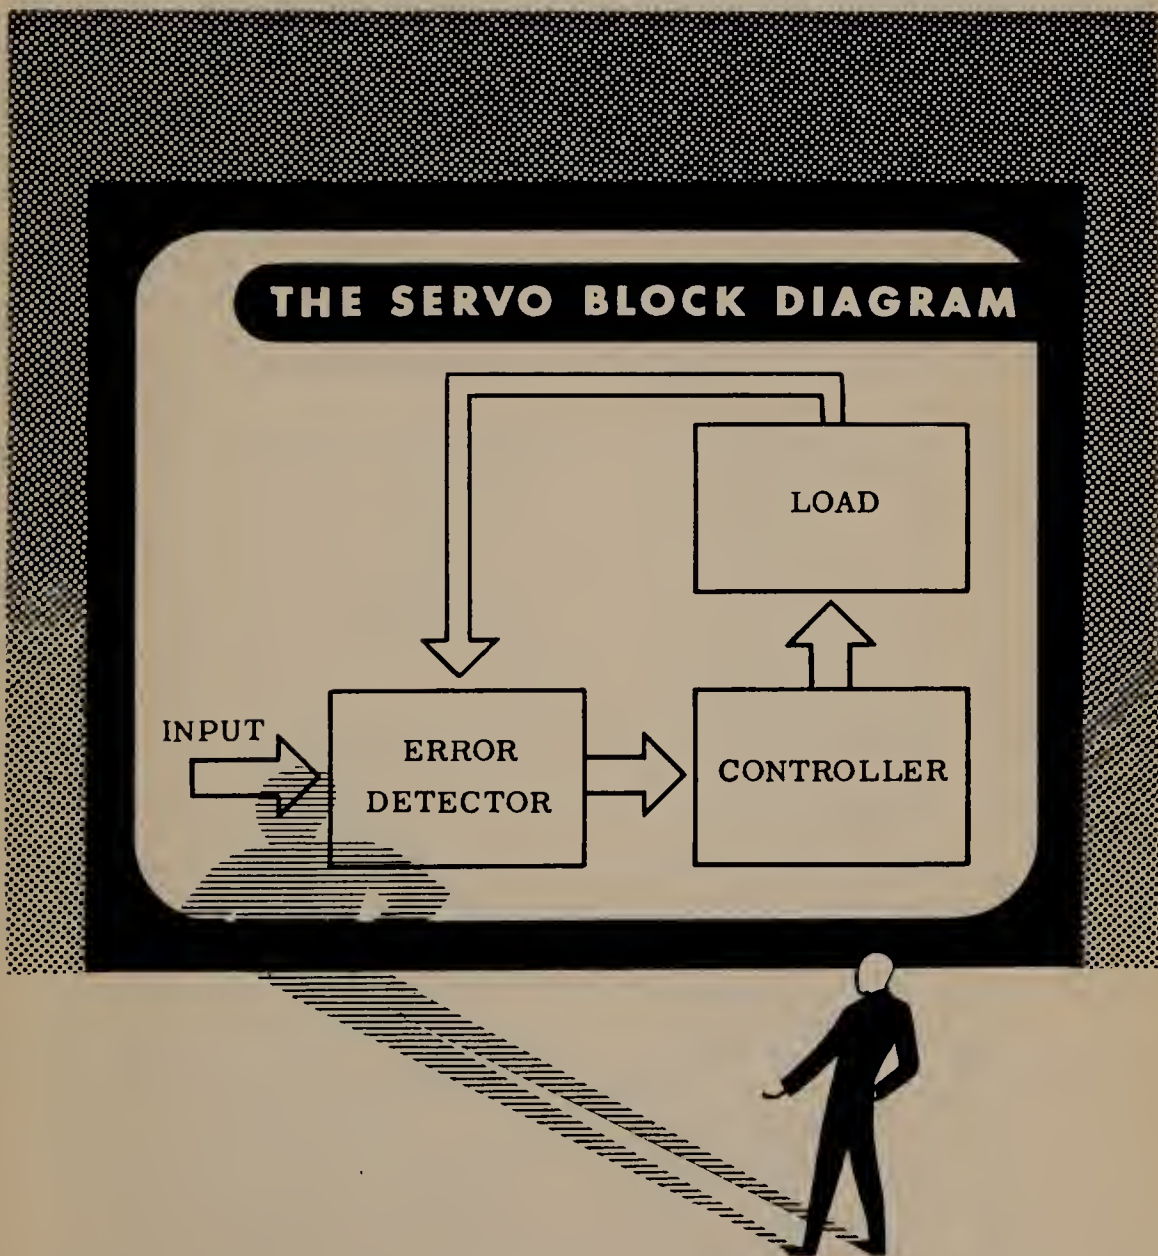 THE SERVO BLOCK DIAGRAM
LOAD
INPUT
ERROR
DETECTOR
CONTROLLER